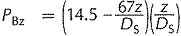 P_Bz = (14.5 - 67z/D_S)(z/D_S)